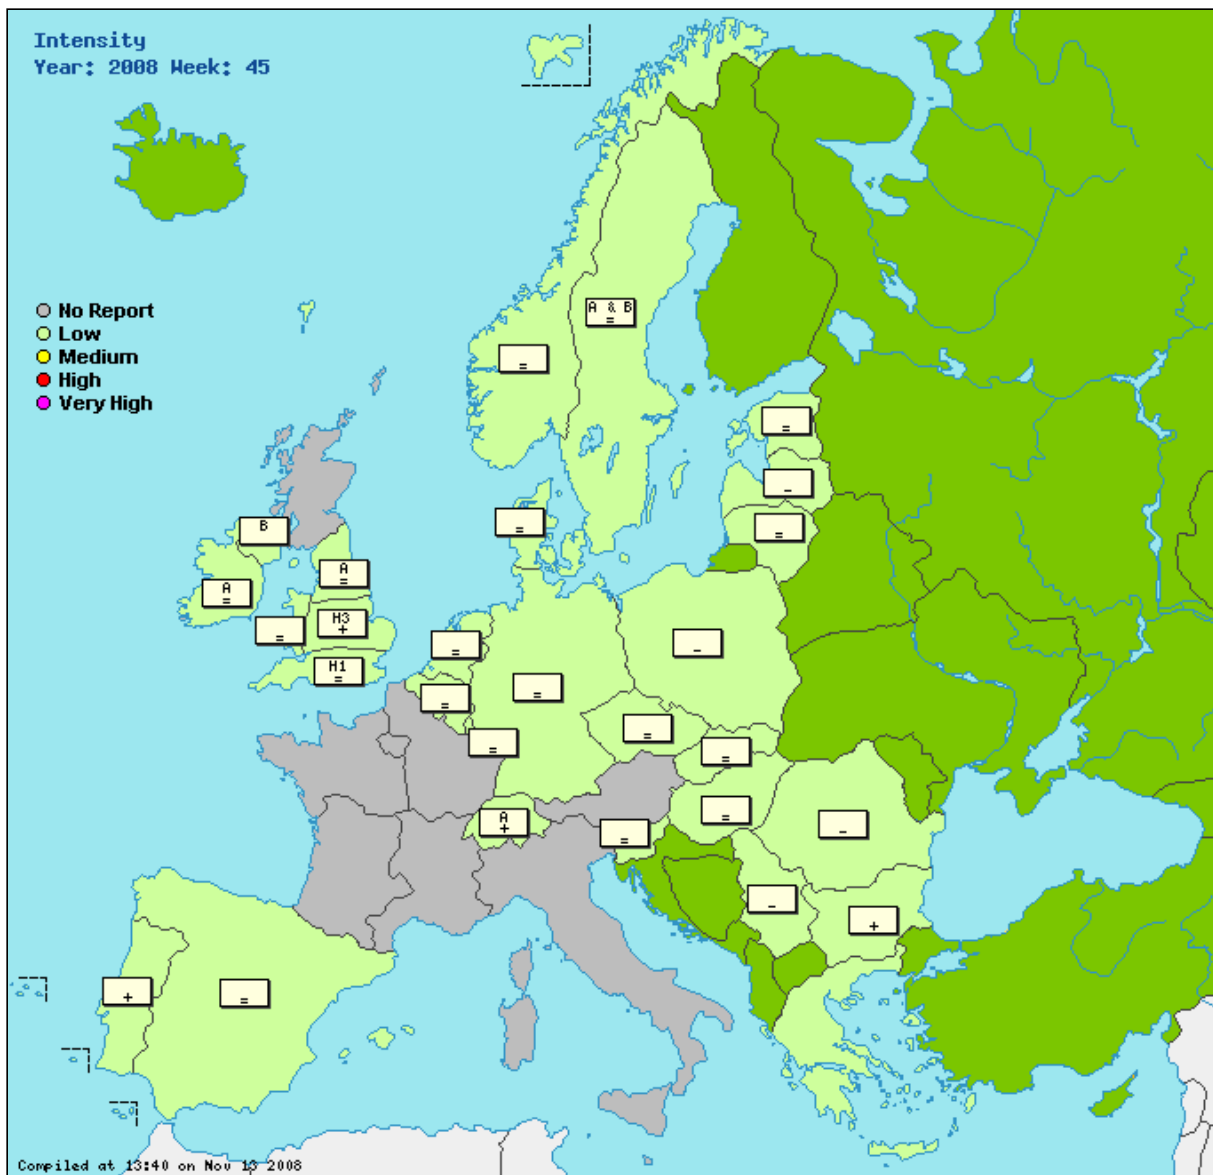 Intensity
Year: 2008 Week: 45
No Report
Low
Medium
High
Very High
A & B
=
=
=
-
=
=
B
A
=
A
=
H3
+
=
H1
=
=
-
=
=
=
=
=
=
A
+
=
=
-
-
+
+
=
Compiled at 13:40 on Nov 13 2008